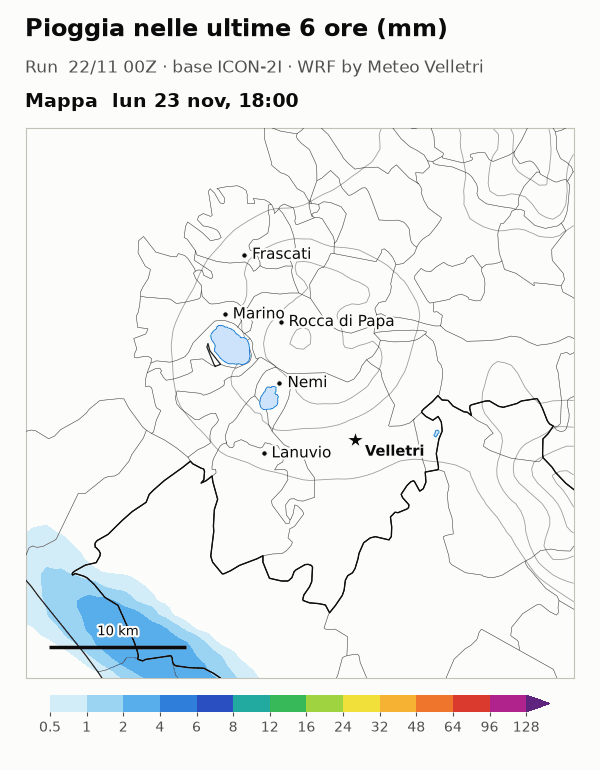 Pioggia nelle ultime 6 ore (mm)
Run 22/11 00Z · base ICON-2I · WRF by Meteo Velletri
Mappa lun 23 nov, 18:00
Frascati
Marino
Rocca di Papa
Nemi
Velletri
Lanuvio
10 km
0.5 1 2 4 6 8 12 16 24 32 48 64 96 128